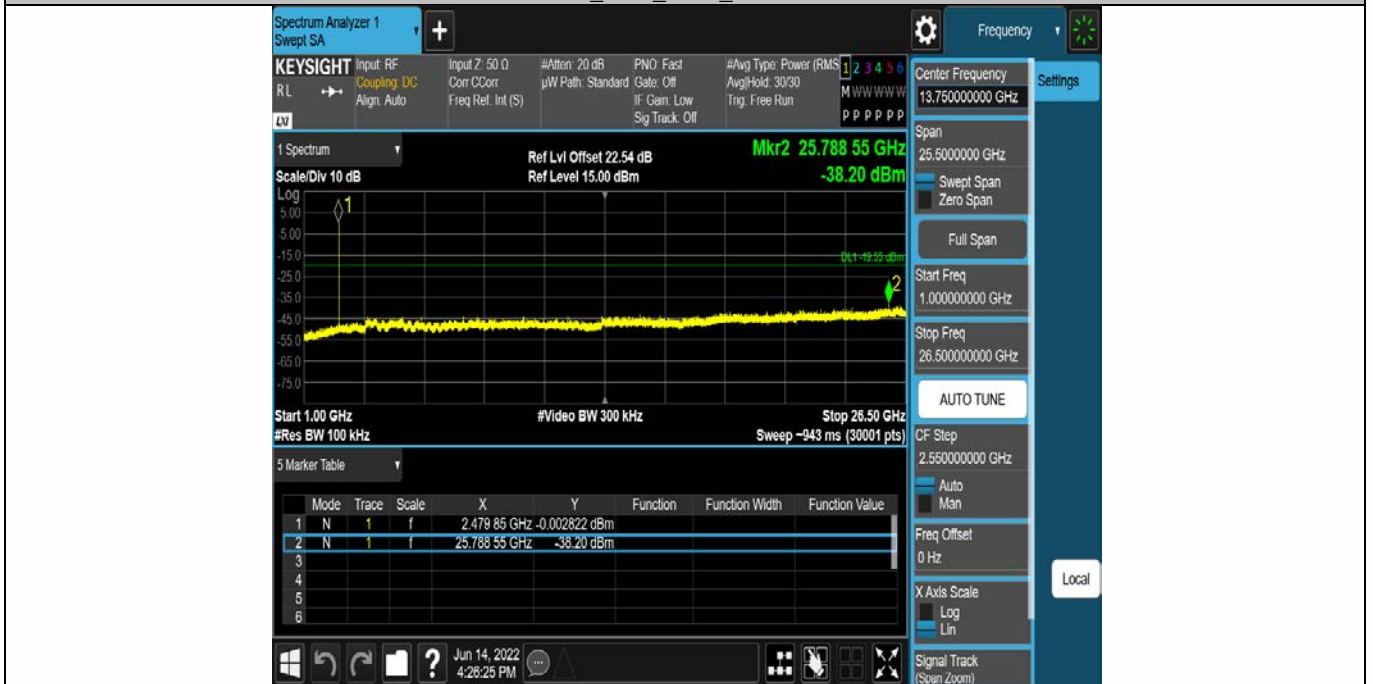 Spectrum Analyzer 1
Swept SA
+
Frequency
KEYSIGHT
RL
LXI
Input: RF
Coupling: DC
Align: Auto
Input Z: 50 Ω
Corr CCorr
Freq Ref: Int (S)
#Atten: 20 dB
µW Path: Standard
PNO: Fast
Gate: Off
IF Gain: Low
Sig Track: Off
#Avg Type: Power (RMS
Avg|Hold: 30/30
Trig: Free Run
1 2 3 4 5 6
M W W W W W
P P P P P P
1 Spectrum
Scale/Div 10 dB
Ref Lvl Offset 22.54 dB
Ref Level 15.00 dBm
Mkr2 25.788 55 GHz
-38.20 dBm
Log
5.00
-5.00
-15.0
-25.0
-35.0
-45.0
-55.0
-65.0
-75.0
1
DL1 -19.55 dBm
2
Start 1.00 GHz
#Video BW 300 kHz
Stop 26.50 GHz
#Res BW 100 kHz
Sweep ~943 ms (30001 pts)
5 Marker Table
Mode Trace Scale X Y Function Function Width Function Value
1 N 1 f 2.479 85 GHz -0.002822 dBm
2 N 1 f 25.788 55 GHz -38.20 dBm
3
4
5
6
?
Jun 14, 2022
4:26:25 PM
Center Frequency
13.750000000 GHz
Settings
Span
25.5000000 GHz
Swept Span
Zero Span
Full Span
Start Freq
1.000000000 GHz
Stop Freq
26.500000000 GHz
AUTO TUNE
CF Step
2.550000000 GHz
Auto
Man
Freq Offset
0 Hz
X Axis Scale
Log
Lin
Local
Signal Track
(Span Zoom)